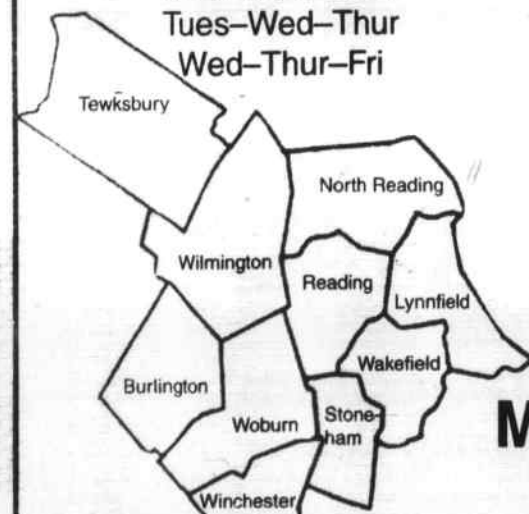 Tues–Wed–Thur
Wed–Thur–Fri
Tewksbury
North Reading
Wilmington
Reading
Lynnfield
Wakefield
Burlington
Stone-
ham
Woburn
Winchester
M